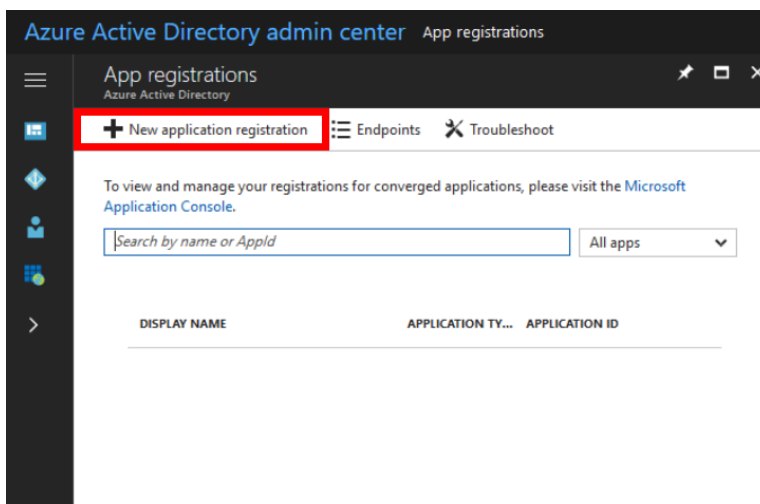 Azure Active Directory admin center App registrations
App registrations
Azure Active Directory
New application registration Endpoints Troubleshoot
To view and manage your registrations for converged applications, please visit the Microsoft
Application Console.
Search by name or AppId All apps
DISPLAY NAME APPLICATION TY... APPLICATION ID